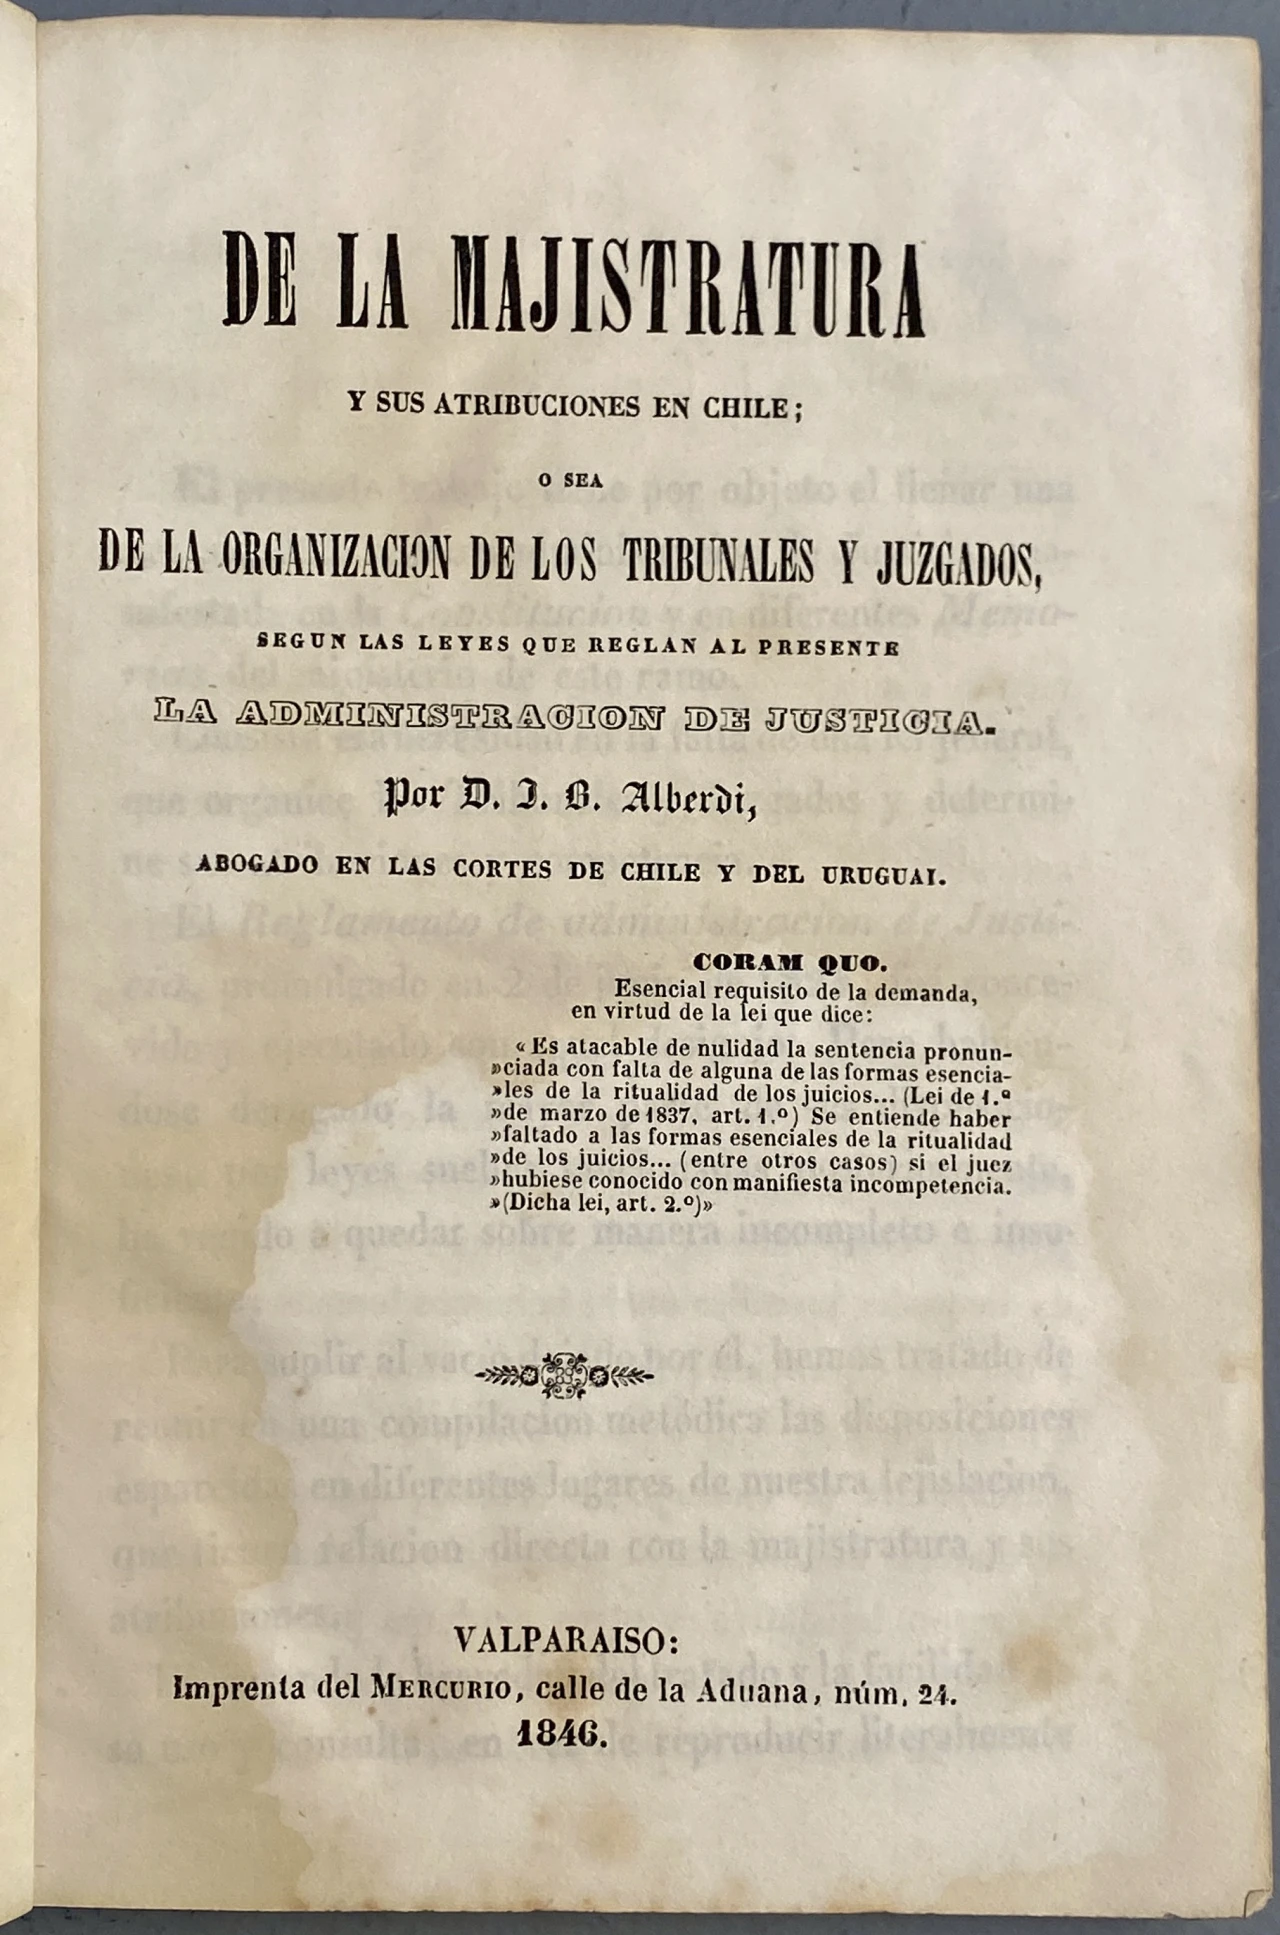 DE LA MAJISTRATURA
Y SUS ATRIBUCIONES EN CHILE;
O SEA
DE LA ORGANIZACION DE LOS TRIBUNALES Y JUZGADOS,
SEGUN LAS LEYES QUE REGLAN AL PRESENTE
LA ADMINISTRACION DE JUSTICIA.
Por D. J. B. Alberdi,
ABOGADO EN LAS CORTES DE CHILE Y DEL URUGUAI.
CORAM QUO.
Esencial requisito de la demanda,
en virtud de la lei que dice:
« Es atacable de nulidad la sentencia pronun-
»ciada con falta de alguna de las formas esencia-
»les de la ritualidad de los juicios... (Lei de 1.º
»de marzo de 1837, art. 1.º) Se entiende haber
»faltado a las formas esenciales de la ritualidad
»de los juicios... (entre otros casos) si el juez
»hubiese conocido con manifiesta incompetencia.
»(Dicha lei, art. 2.º)»
VALPARAISO:
Imprenta del MERCURIO, calle de la Aduana, núm. 24.
1846.